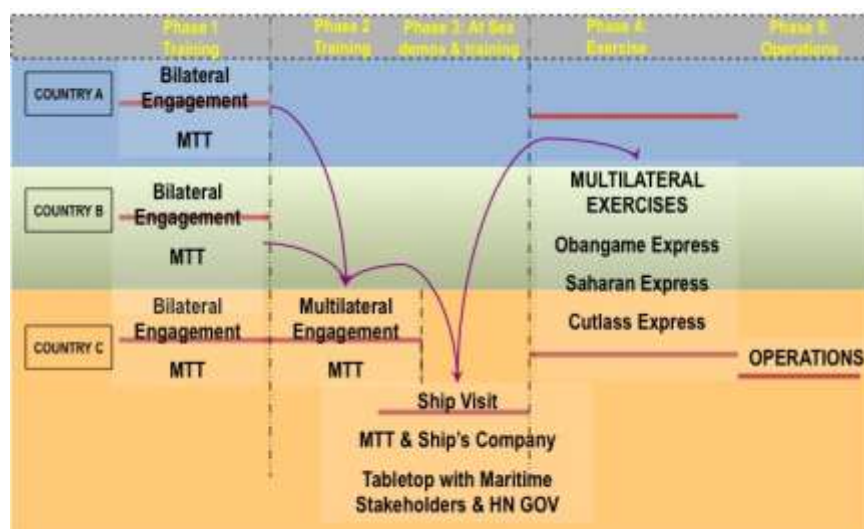 Phase 1
Training
Phase 2
Training
Phase 3: At Sea
demos & training
Phase 4:
Exercise
Phase 5:
Operations
COUNTRY A
Bilateral
Engagement
MTT
COUNTRY B
Bilateral
Engagement
MTT
MULTILATERAL
EXERCISES
Obangame Express
Saharan Express
Cutlass Express
COUNTRY C
Bilateral
Engagement
MTT
Multilateral
Engagement
MTT
OPERATIONS
Ship Visit
MTT & Ship's Company
Tabletop with Maritime
Stakeholders & HN GOV